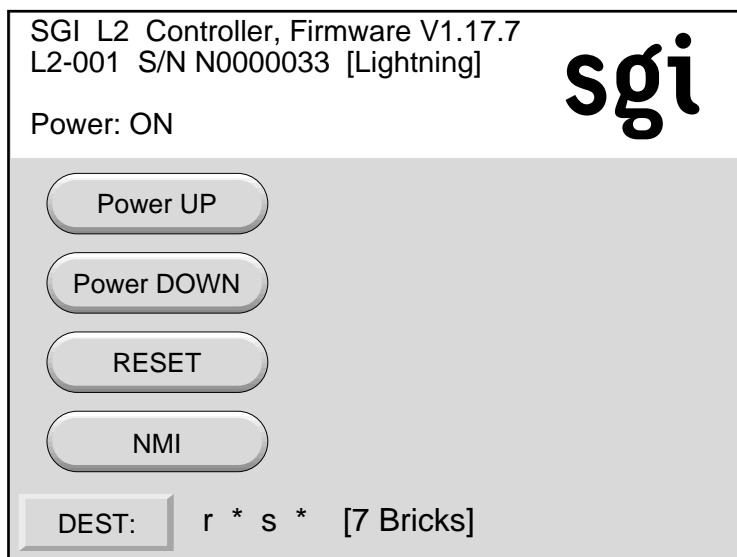 SGI L2 Controller, Firmware V1.17.7
L2-001 S/N N0000033 [Lightning]
sgi
Power: ON
Power UP
Power DOWN
RESET
NMI
DEST: r * s * [7 Bricks]